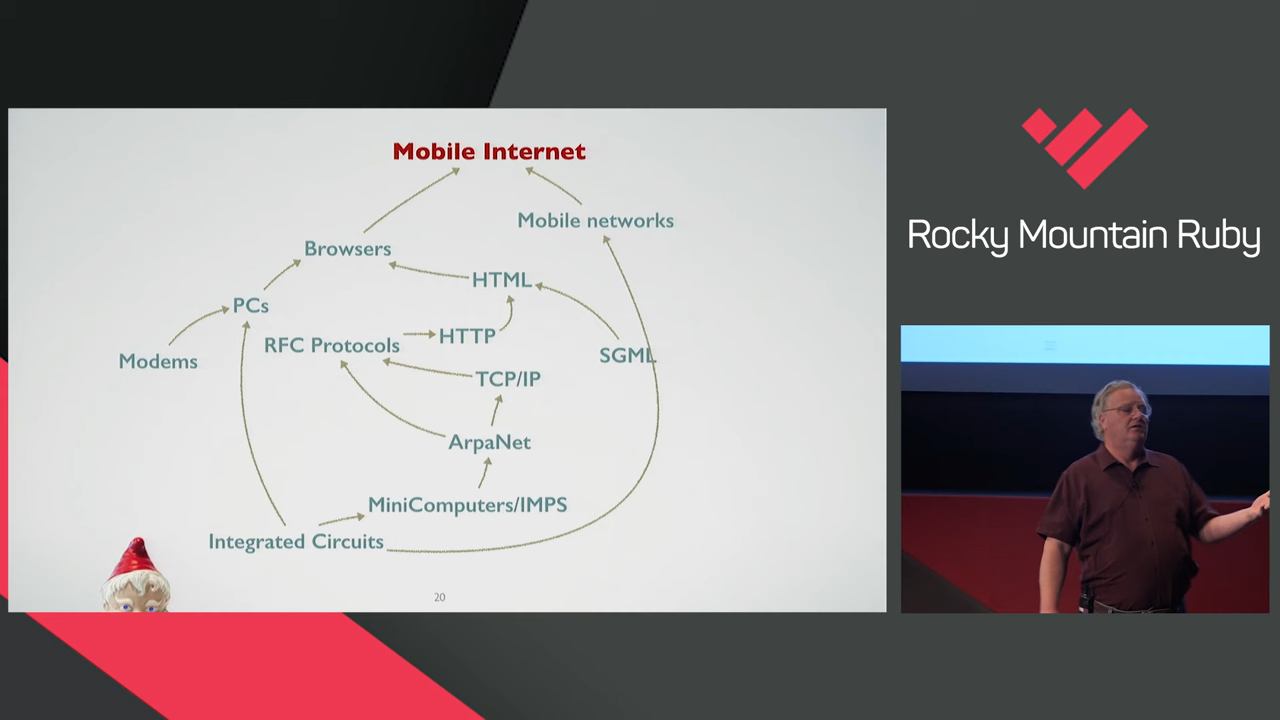 Mobile Internet
Mobile networks
Browsers
HTML
PCs
HTTP
RFC Protocols
SGML
Modems
TCP/IP
ArpaNet
MiniComputers/IMPS
Integrated Circuits
20
Rocky Mountain Ruby